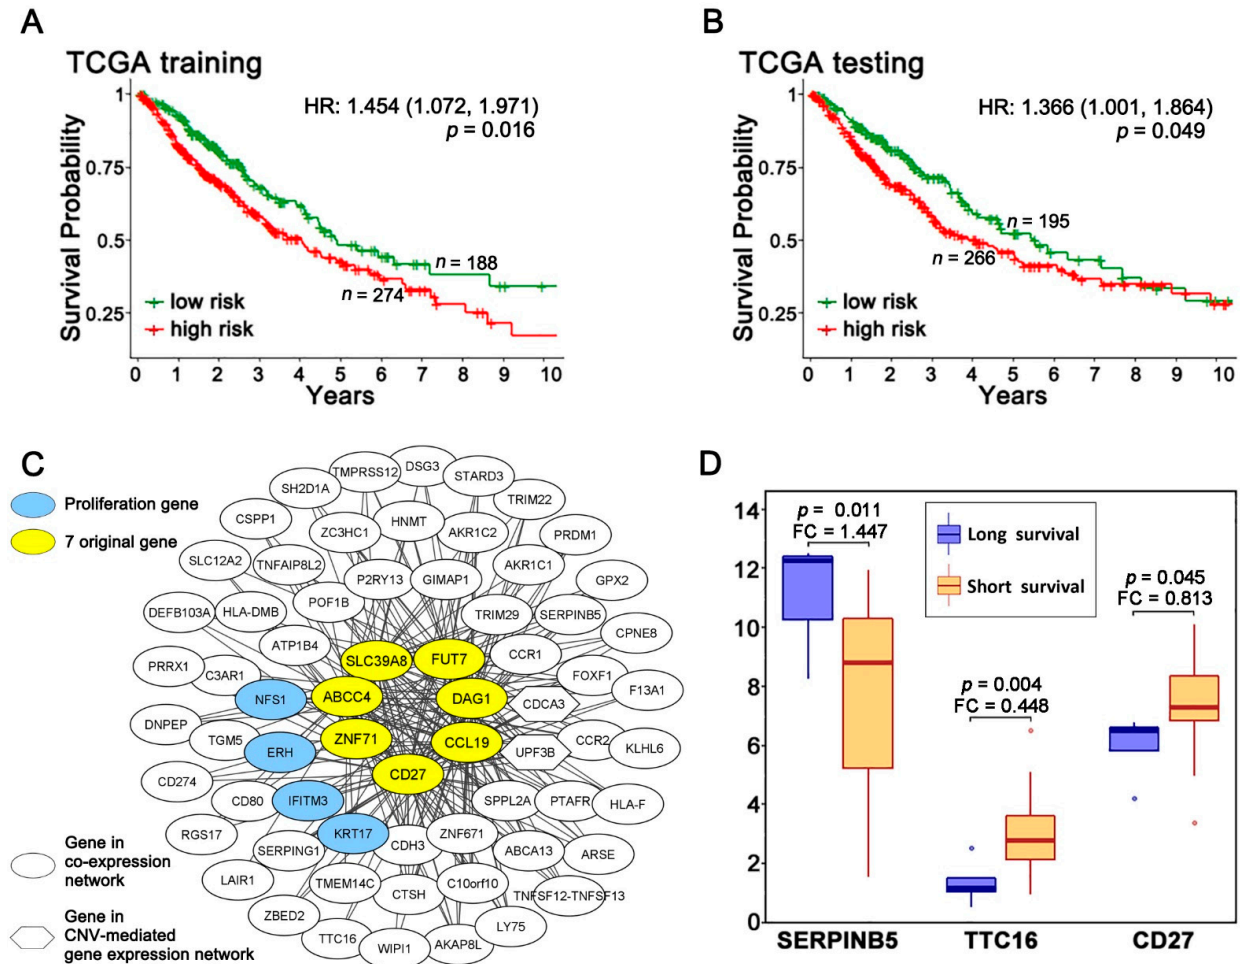 A
TCGA training
HR: 1.454 (1.072, 1.971)
p = 0.016
Survival Probability
1
0.75
0.5
0.25
n = 188
n = 274
low risk
high risk
0 1 2 3 4 5 6 7 8 9 10
Years
B
TCGA testing
HR: 1.366 (1.001, 1.864)
p = 0.049
Survival Probability
1
0.75
0.5
0.25
n = 195
n = 266
low risk
high risk
0 1 2 3 4 5 6 7 8 9 10
Years
C
Proliferation gene
7 original gene
Gene in
co-expression
network
Gene in
CNV-mediated
gene expression network
DSG3
TMPRSS12
STARD3
SH2D1A
TRIM22
CSPP1
ZC3HC1
HNMT
AKR1C2
PRDM1
SLC12A2
TNFAIP8L2
P2RY13
GIMAP1
AKR1C1
GPX2
DEFB103A
HLA-DMB
POF1B
TRIM29
SERPINB5
CPNE8
ATP1B4
SLC39A8
FUT7
CCR1
PRRX1
C3AR1
FOXF1
F13A1
NFS1
ABCC4
DAG1
CDCA3
DNPEP
TGM5
ERH
ZNF71
CCL19
UPF3B
CCR2
KLHL6
CD274
CD27
CD80
IFITM3
SPPL2A
PTAFR
HLA-F
RGS17
KRT17
ZNF671
SERPING1
CDH3
ABCA13
ARSE
LAIR1
TMEM14C
CTSH
C10orf10
TNFSF12-TNFSF13
ZBED2
LY75
TTC16
WIPI1
AKAP8L
D
14
12
10
8
6
4
2
0
p = 0.011
FC = 1.447
Long survival
Short survival
p = 0.045
FC = 0.813
p = 0.004
FC = 0.448
SERPINB5
TTC16
CD27